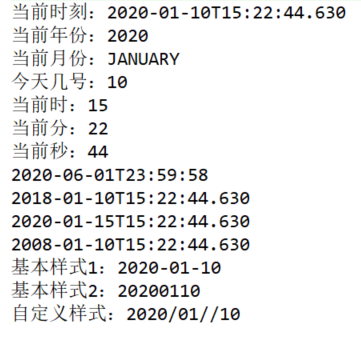 当前时刻：2020-01-10T15:22:44.630
当前年份：2020
当前月份：JANUARY
今天几号：10
当前时：15
当前分：22
当前秒：44
2020-06-01T23:59:58
2018-01-10T15:22:44.630
2020-01-15T15:22:44.630
2008-01-10T15:22:44.630
基本样式1：2020-01-10
基本样式2：20200110
自定义样式：2020/01//10